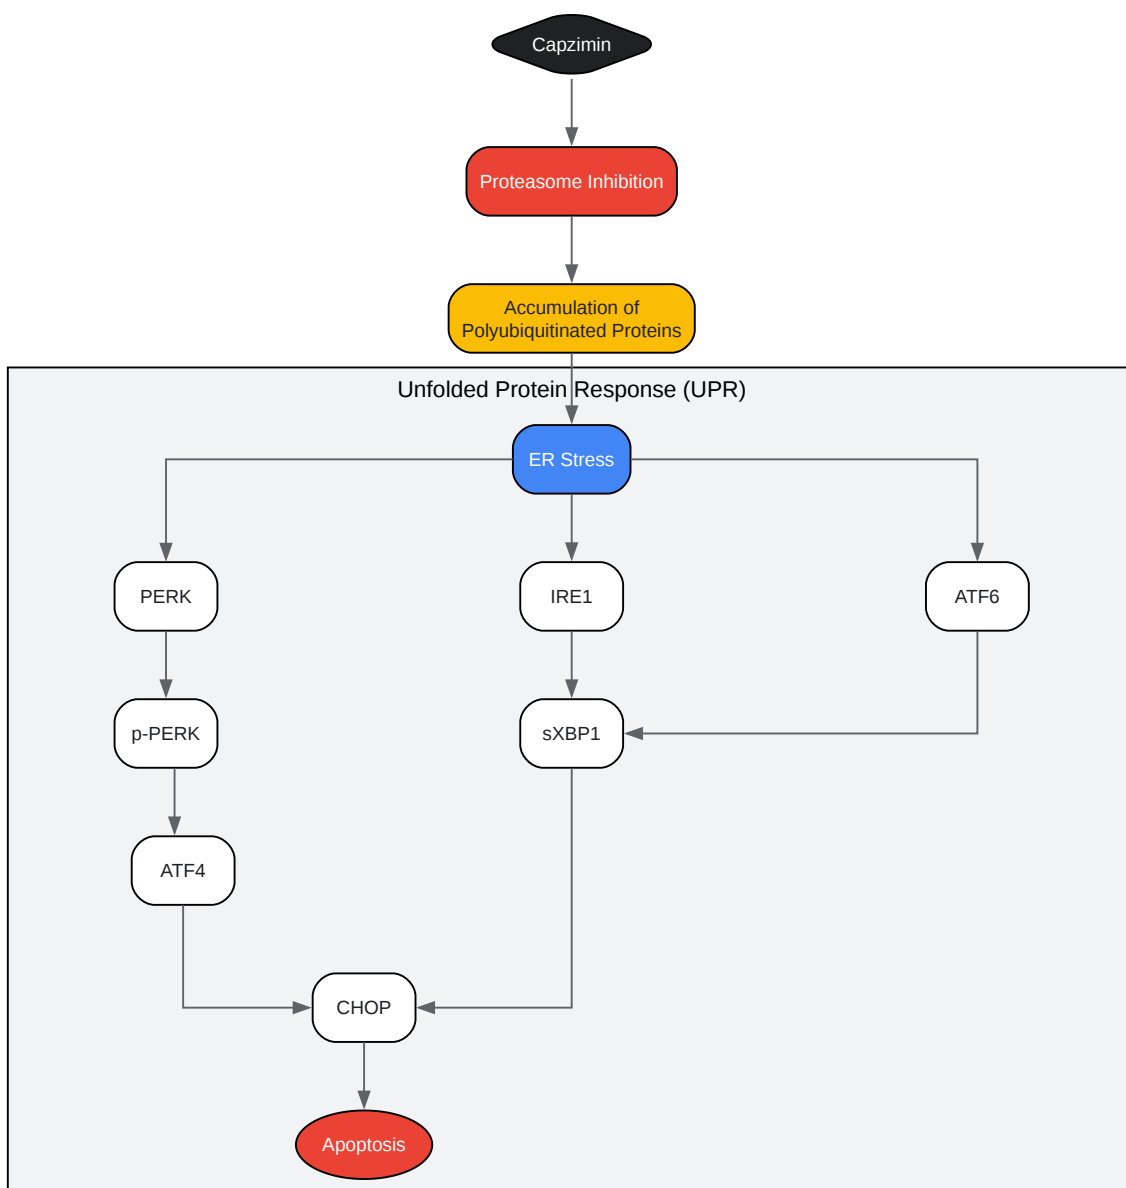 Capzimin
Proteasome Inhibition
Accumulation of
Polyubiquitinated Proteins
Unfolded Protein Response (UPR)
ER Stress
PERK
IRE1
ATF6
p-PERK
sXBP1
ATF4
CHOP
Apoptosis